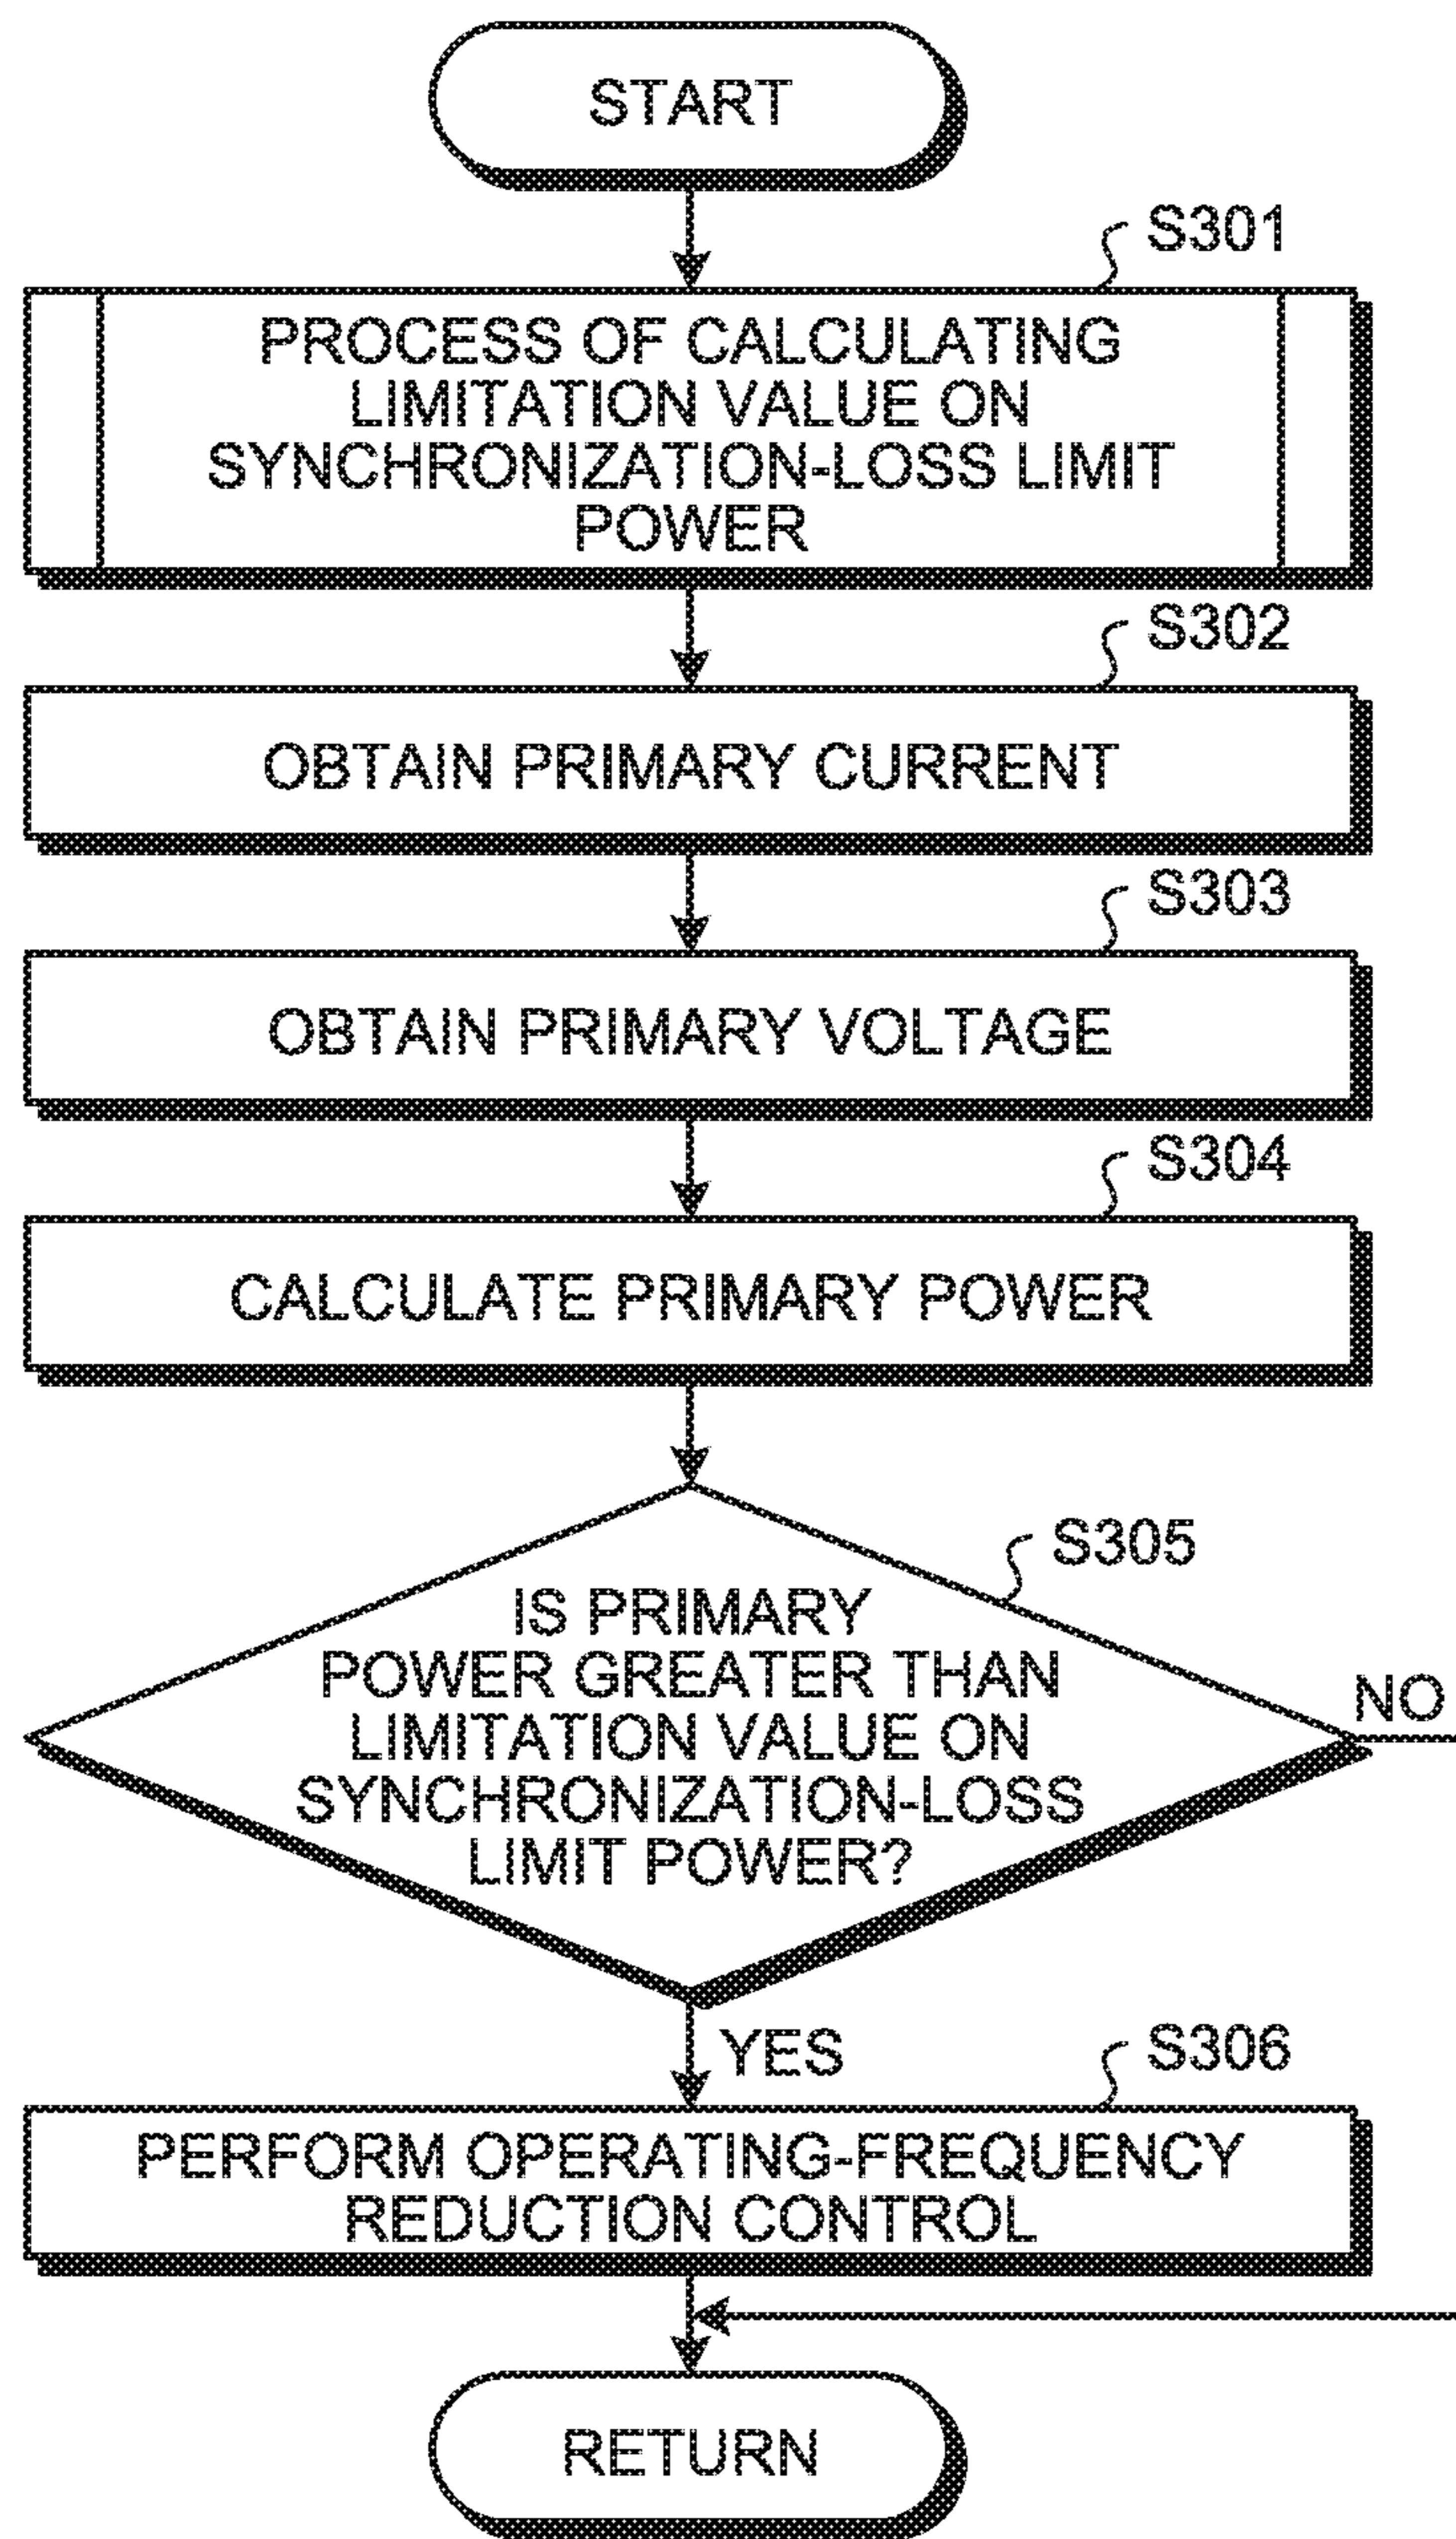 START
S301
PROCESS OF CALCULATING
LIMITATION VALUE ON
SYNCHRONIZATION-LOSS LIMIT
POWER
S302
OBTAIN PRIMARY CURRENT
S303
OBTAIN PRIMARY VOLTAGE
S304
CALCULATE PRIMARY POWER
S305
IS PRIMARY
POWER GREATER THAN
LIMITATION VALUE ON
SYNCHRONIZATION-LOSS
LIMIT POWER?
NO
YES
S306
PERFORM OPERATING-FREQUENCY
REDUCTION CONTROL
RETURN